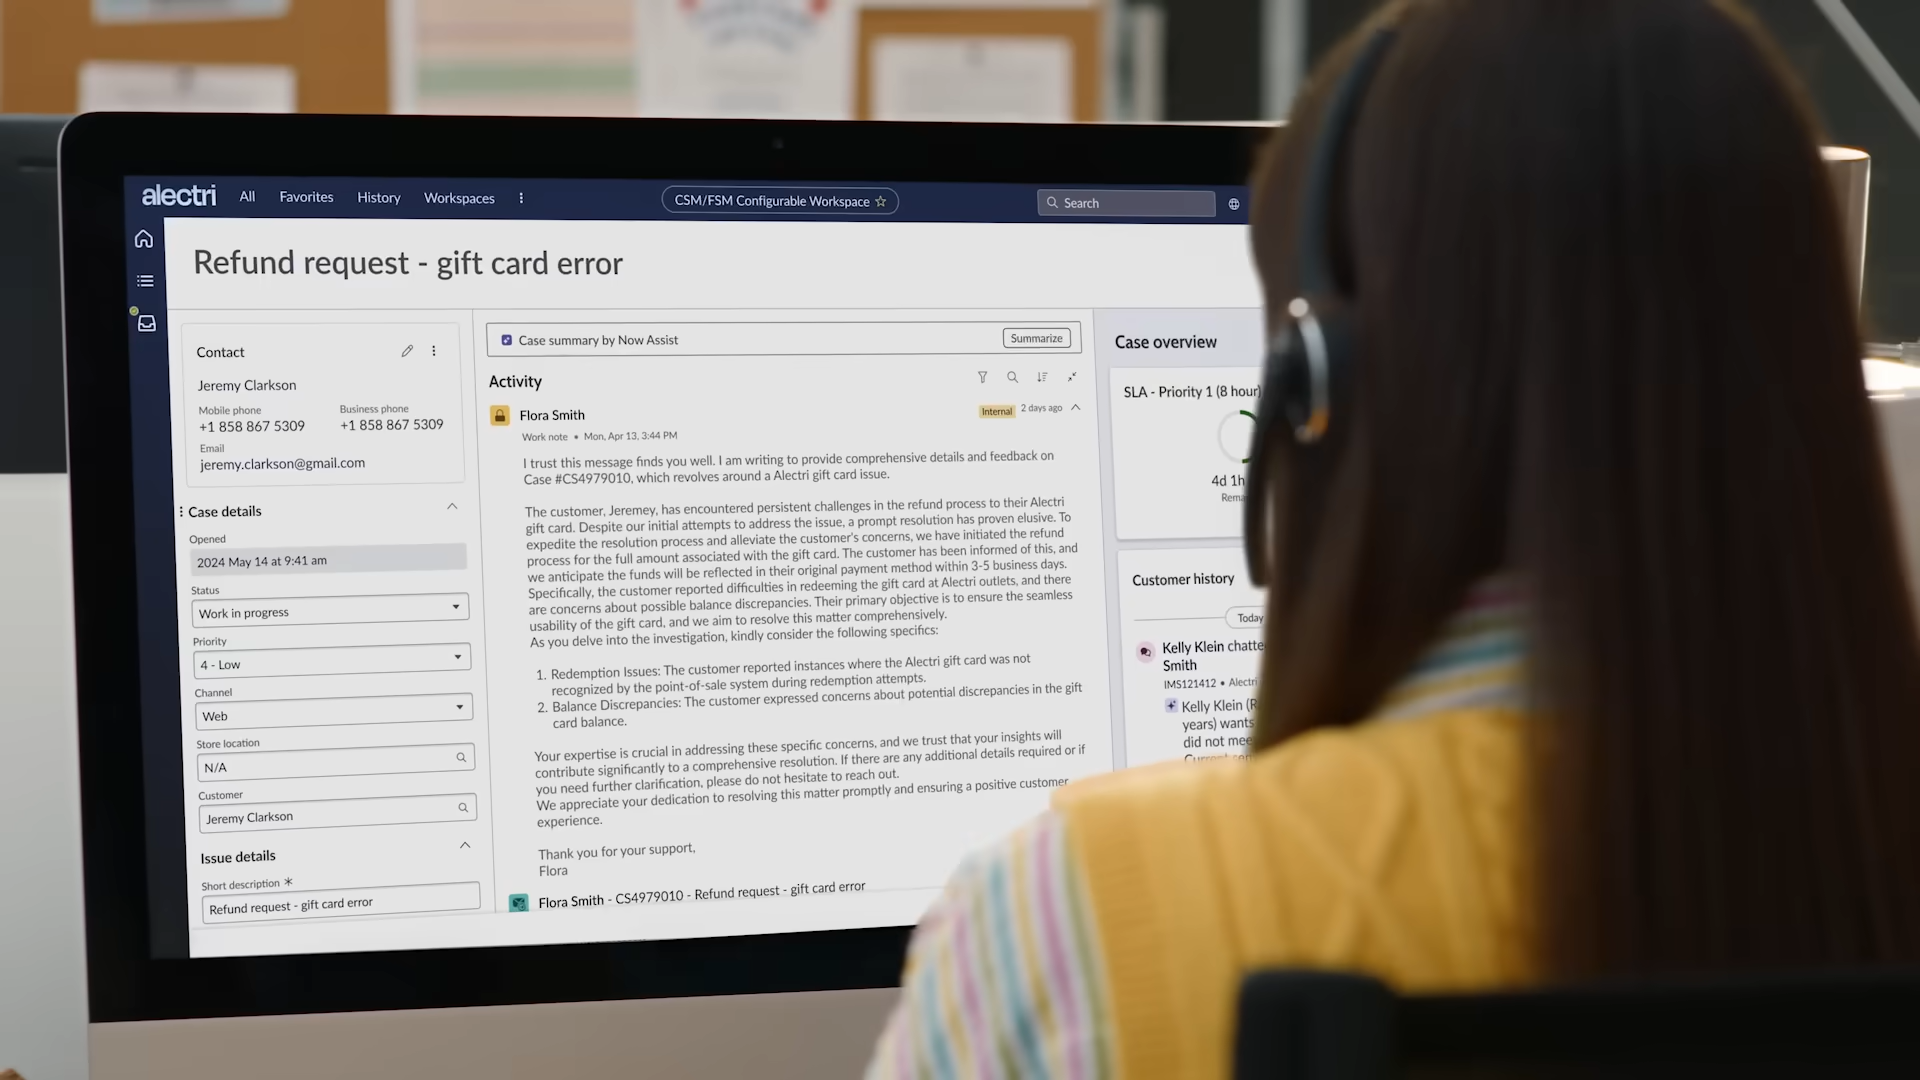 alectri
All
Favorites
History
Workspaces
CSM/FSM Configurable Workspace
Search
Refund request - gift card error
Contact
Jeremy Clarkson
Mobile phone
+1 858 867 5309
Business phone
+1 858 867 5309
Email
jeremy.clarkson@gmail.com
Case details
Opened
2024 May 14 at 9:41 am
Status
Work in progress
Priority
4 - Low
Channel
Web
Store location
N/A
Customer
Jeremy Clarkson
Issue details
Short description *
Refund request - gift card error
Case summary by Now Assist
Summarize
Activity
Flora Smith
Internal
2 days ago
Work note • Mon, Apr 13, 3:44 PM
I trust this message finds you well. I am writing to provide comprehensive details and feedback on
Case #CS4979010, which revolves around a Alectri gift card issue.
The customer, Jeremey, has encountered persistent challenges in the refund process to their Alectri
gift card. Despite our initial attempts to address the issue, a prompt resolution has proven elusive. To
expedite the resolution process and alleviate the customer's concerns, we have initiated the refund
process for the full amount associated with the gift card. The customer has been informed of this, and
we anticipate the funds will be reflected in their original payment method within 3-5 business days.
Specifically, the customer reported difficulties in redeeming the gift card at Alectri outlets, and there
are concerns about possible balance discrepancies. Their primary objective is to ensure the seamless
usability of the gift card, and we aim to resolve this matter comprehensively.
As you delve into the investigation, kindly consider the following specifics:
1. Redemption Issues: The customer reported instances where the Alectri gift card was not
recognized by the point-of-sale system during redemption attempts.
2. Balance Discrepancies: The customer expressed concerns about potential discrepancies in the gift
card balance.
Your expertise is crucial in addressing these specific concerns, and we trust that your insights will
contribute significantly to a comprehensive resolution. If there are any additional details required or if
you need further clarification, please do not hesitate to reach out.
We appreciate your dedication to resolving this matter promptly and ensuring a positive customer
experience.
Thank you for your support,
Flora
Flora Smith - CS4979010 - Refund request - gift card error
Case overview
SLA - Priority 1 (8 hour)
4d 1h
Customer history
Today
Kelly Klein
Smith
IMS121412 • Alectri
Kelly Klein
years) wants
did not